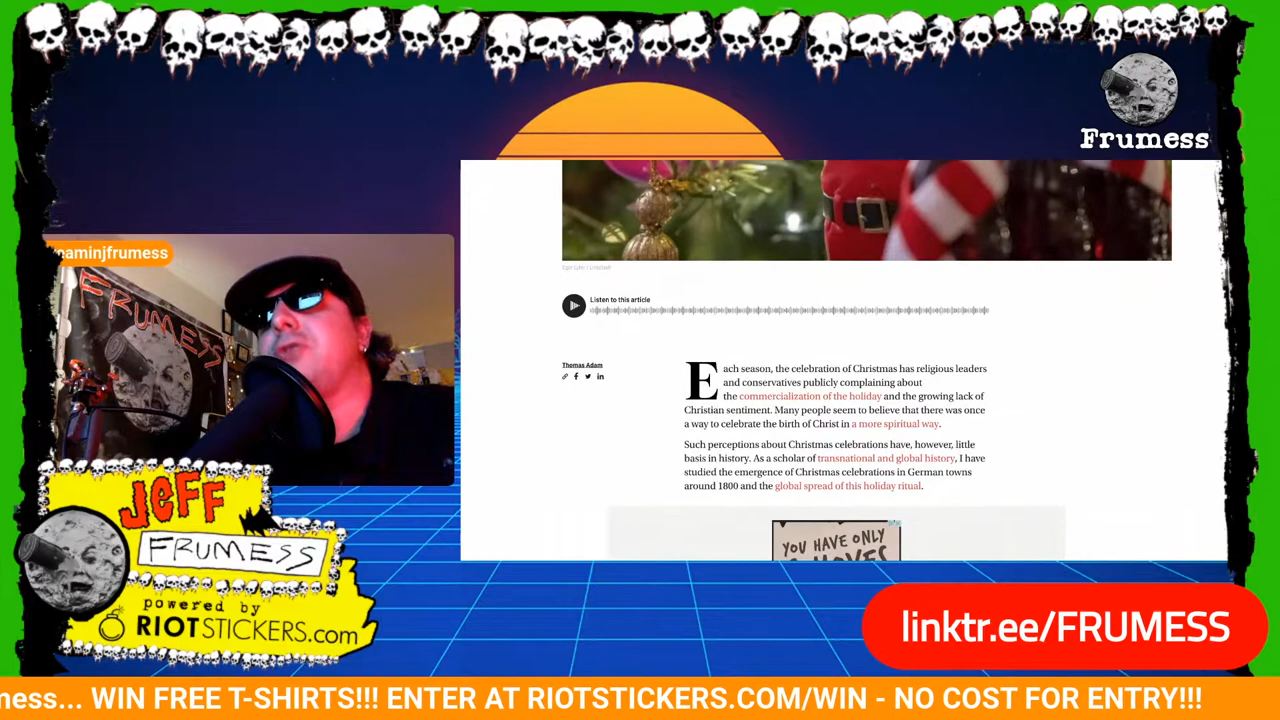 Frumess
eaminjfrumess
FRUMESS
Egor Lyfar / Unsplash
Listen to this article
Thomas Adam
Each season, the celebration of Christmas has religious leaders
and conservatives publicly complaining about
the commercialization of the holiday and the growing lack of
Christian sentiment. Many people seem to believe that there was once
a way to celebrate the birth of Christ in a more spiritual way.
Such perceptions about Christmas celebrations have, however, little
basis in history. As a scholar of transnational and global history, I have
studied the emergence of Christmas celebrations in German towns
around 1800 and the global spread of this holiday ritual.
YOU HAVE ONLY
JEFF
FRUMESS
powered by
RIOTSTICKERS.com
linktr.ee/FRUMESS
ness... WIN FREE T-SHIRTS!!! ENTER AT RIOTSTICKERS.COM/WIN - NO COST FOR ENTRY!!!